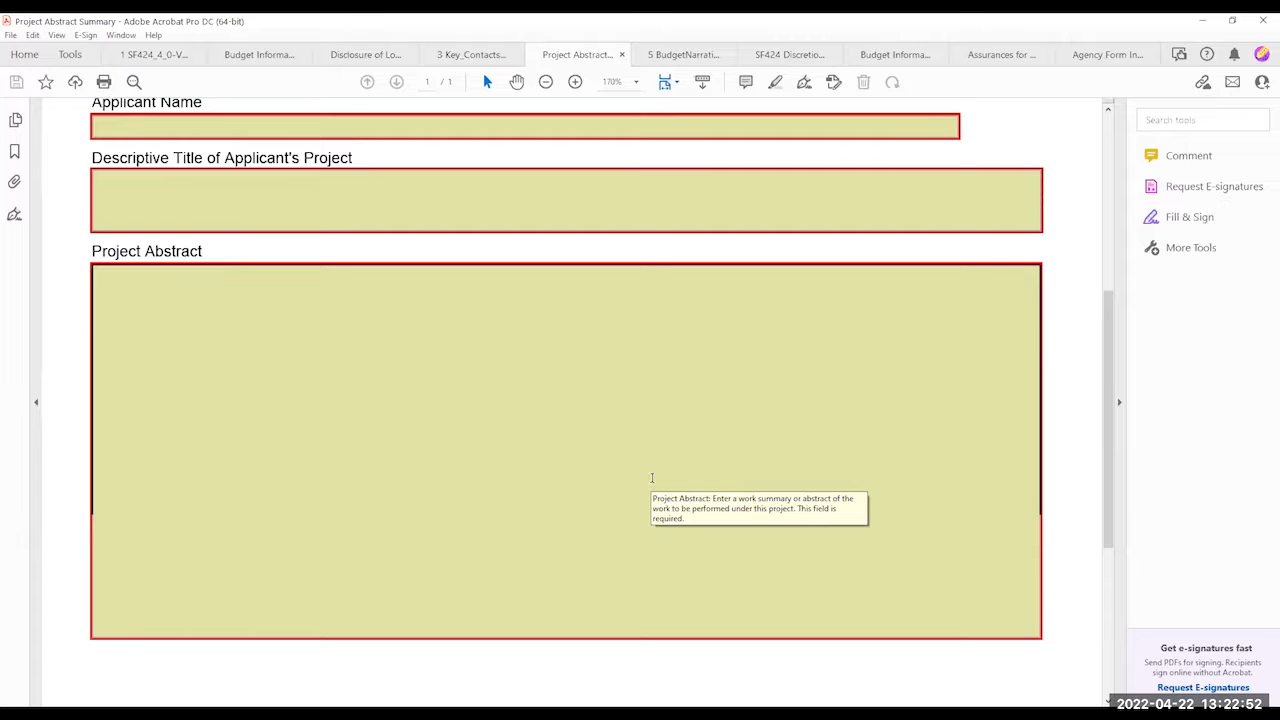 Project Abstract Summary - Adobe Acrobat Pro DC (64-bit)
File Edit View E-Sign Window Help
Home Tools 1 SF424_4_0-V... Budget Informa... Disclosure of Lo... 3 Key_Contacts... Project Abstract... × 5 BudgetNarrati... SF424 Discretio... Budget Informa... Assurances for ... Agency Form In...
1 / 1 170%
Applicant Name
Descriptive Title of Applicant's Project
Project Abstract
Project Abstract: Enter a work summary or abstract of the
work to be performed under this project. This field is
required.
Search tools
Comment
Request E-signatures
Fill & Sign
More Tools
Get e-signatures fast
Send PDFs for signing. Recipients
sign online without Acrobat.
Request E-signatures
2022-04-22 13:22:52